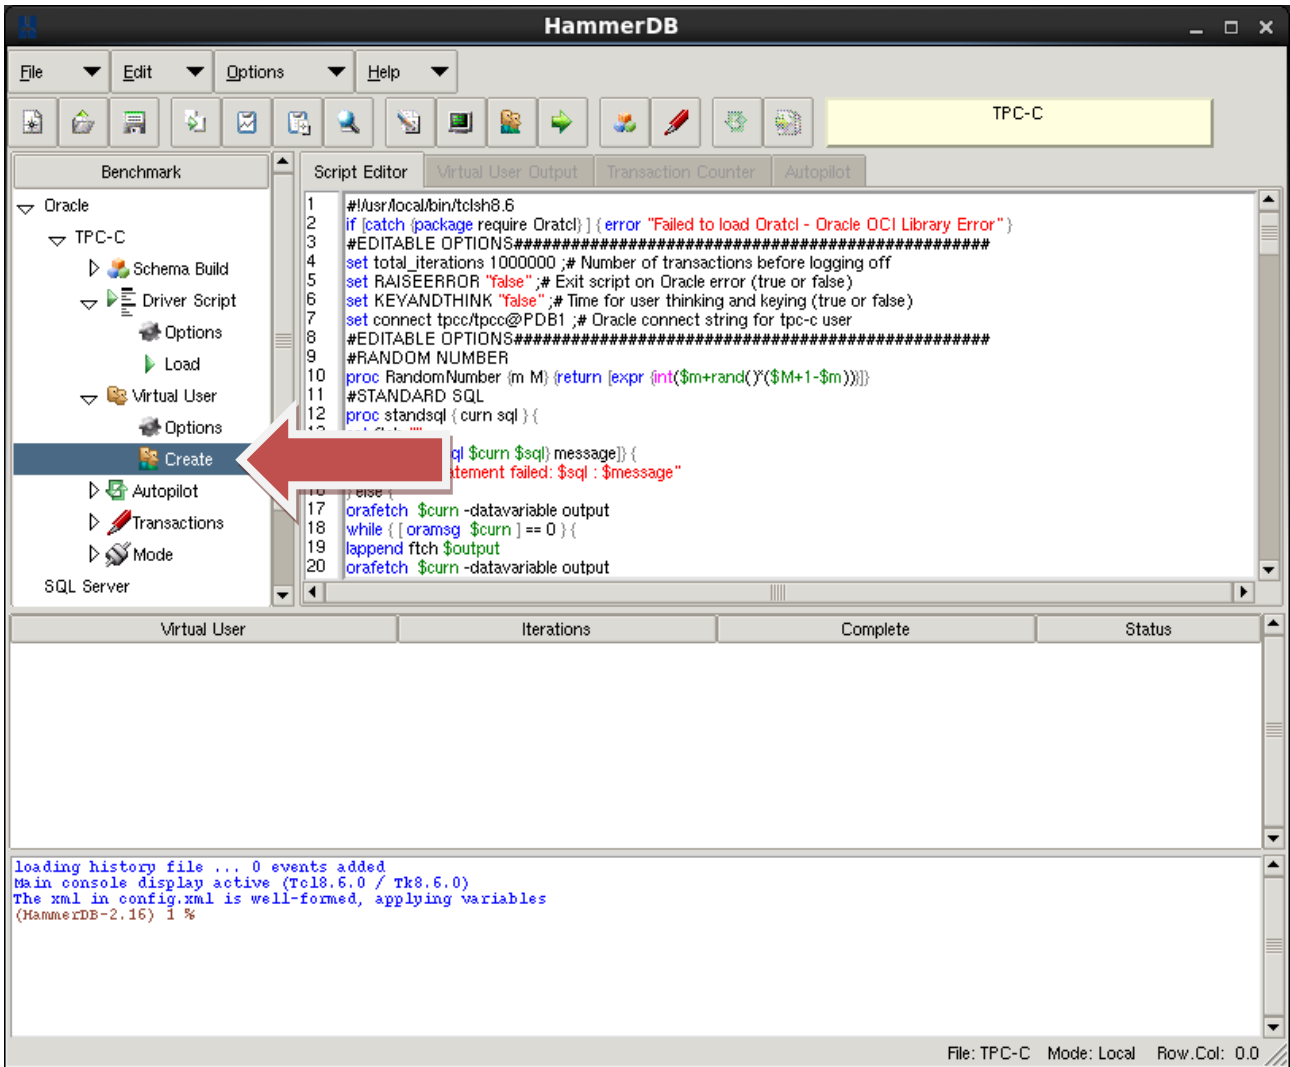 HammerDB
File Edit Options Help
TPC-C
Benchmark
Script Editor Virtual User Output Transaction Counter Autopilot
Oracle
TPC-C
Schema Build
Driver Script
Options
Load
Virtual User
Options
Create
Autopilot
Transactions
Mode
SQL Server
1 #!/usr/local/bin/tclsh8.6
2 if [catch {package require Oratcl} ] { error "Failed to load Oratcl - Oracle OCI Library Error" }
3 #EDITABLE OPTIONS##################################################
4 set total_iterations 1000000 ;# Number of transactions before logging off
5 set RAISEERROR "false" ;# Exit script on Oracle error (true or false)
6 set KEYANDTHINK "false" ;# Time for user thinking and keying (true or false)
7 set connect tpcc/tpcc@PDB1 ;# Oracle connect string for tpc-c user
8 #EDITABLE OPTIONS##################################################
9 #RANDOM NUMBER
10 proc RandomNumber {m M} {return [expr {int($m+rand()*($M+1-$m))}]}
11 #STANDARD SQL
12 proc standsql { curn sql } {
$curn $sql} message]} {
failed: $sql : $message"
} else {
17 orafetch $curn -datavariable output
18 while { [ oramsg $curn ] == 0 } {
19 lappend ftch $output
20 orafetch $curn -datavariable output
Virtual User Iterations Complete Status
loading history file ... 0 events added
Main console display active (Tcl8.6.0 / Tk8.6.0)
The xml in config.xml is well-formed, applying variables
(HammerDB-2.16) 1 %
File: TPC-C Mode: Local Row.Col: 0.0